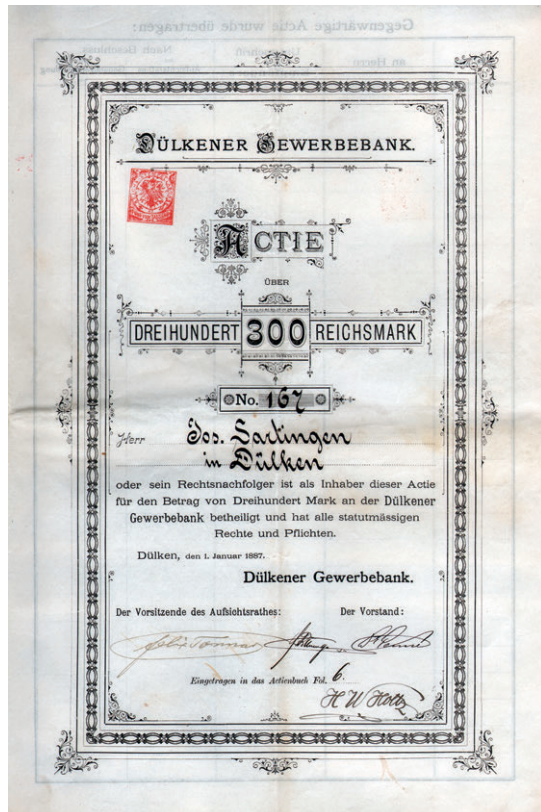 DÜLKENER GEWERBEBANK.
ACTIE
ÜBER
DREIHUNDERT 300 REICHSMARK
No. 167
Herr Jos. Sartingen
in Dülken
oder sein Rechtsnachfolger ist als Inhaber dieser Actie
für den Betrag von Dreihundert Mark an der Dülkener
Gewerbebank betheiligt und hat alle statutmässigen
Rechte und Pflichten.
Dülken, den 1. Januar 1887.
Dülkener Gewerbebank.
Der Vorsitzende des Aufsichtsrathes: Der Vorstand:
Eingetragen in das Actienbuch Fol. 6.
H W Holtz